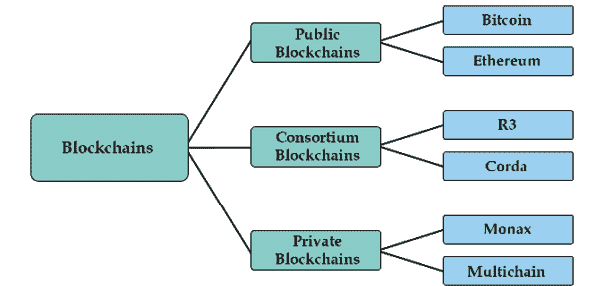 Blockchains
Public
Blockchains
Bitcoin
Ethereum
Consortium
Blockchains
R3
Corda
Private
Blockchains
Monax
Multichain